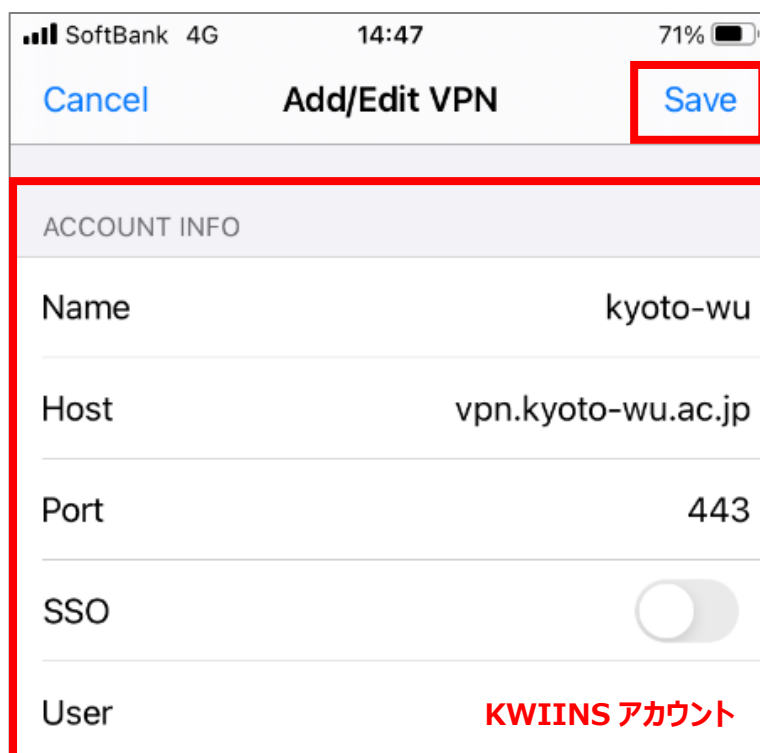 SoftBank 4G 14:47 71%
Cancel Add/Edit VPN Save
ACCOUNT INFO
Name kyoto-wu
Host vpn.kyoto-wu.ac.jp
Port 443
SSO
User KWIINS アカウント